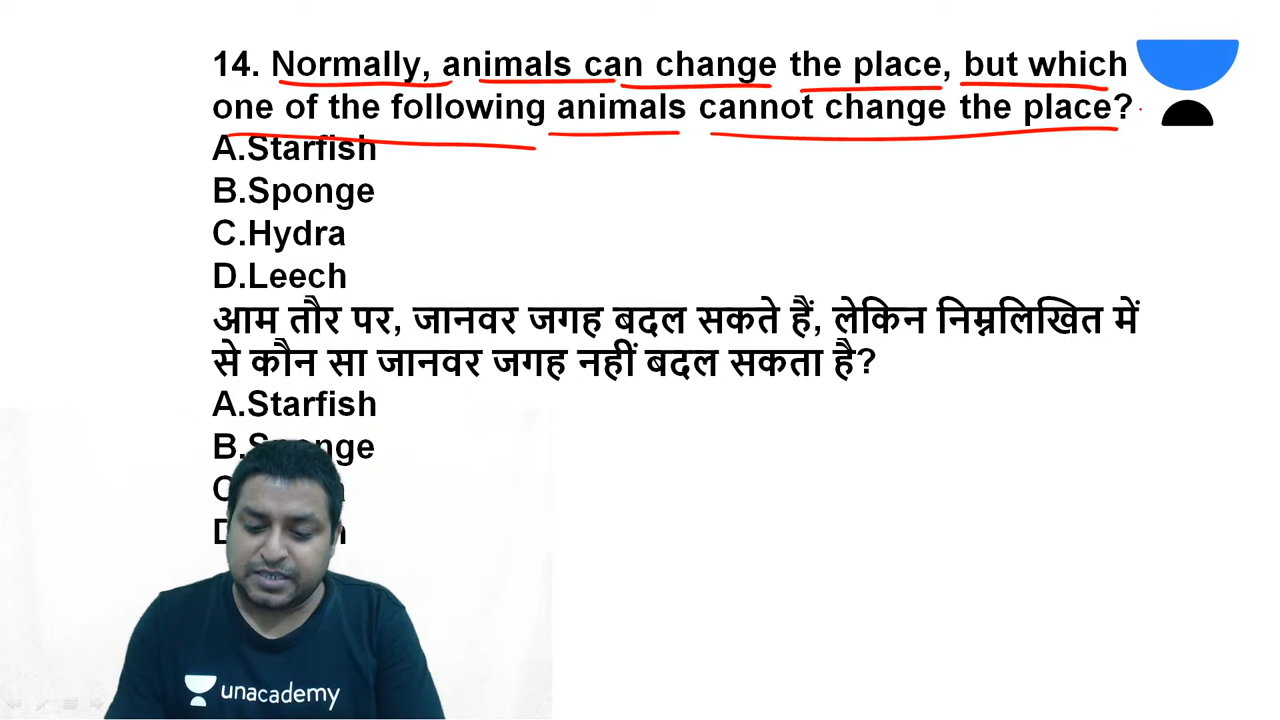 14. Normally, animals can change the place, but which
one of the following animals cannot change the place?
A.Starfish
B.Sponge
C.Hydra
D.Leech
आम तौर पर, जानवर जगह बदल सकते हैं, लेकिन निम्नलिखित में
से कौन सा जानवर जगह नहीं बदल सकता है?
A.Starfish
unacademy